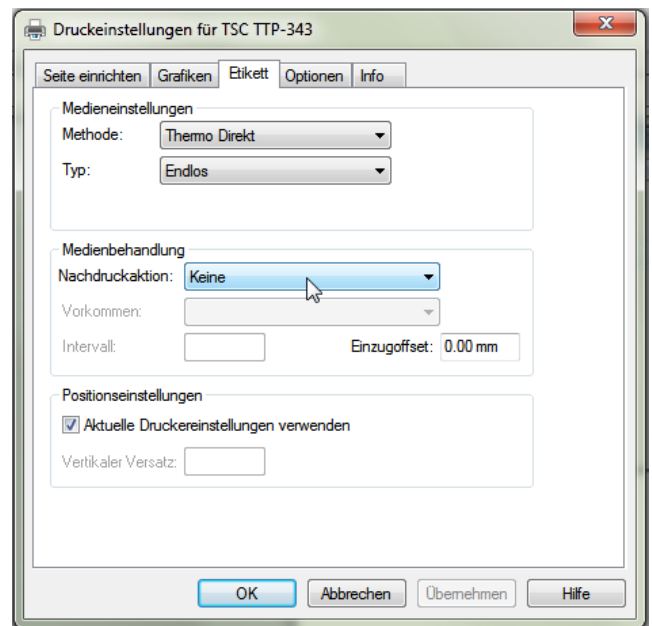 Druckeinstellungen für TSC TTP-343
Seite einrichten Grafiken Etikett Optionen Info
Medieneinstellungen
Methode: Thermo Direkt
Typ: Endlos
Medienbehandlung
Nachdruckaktion: Keine
Vorkommen:
Intervall: Einzugoffset: 0.00 mm
Positionseinstellungen
Aktuelle Druckereinstellungen verwenden
Vertikaler Versatz:
OK Abbrechen Übernehmen Hilfe